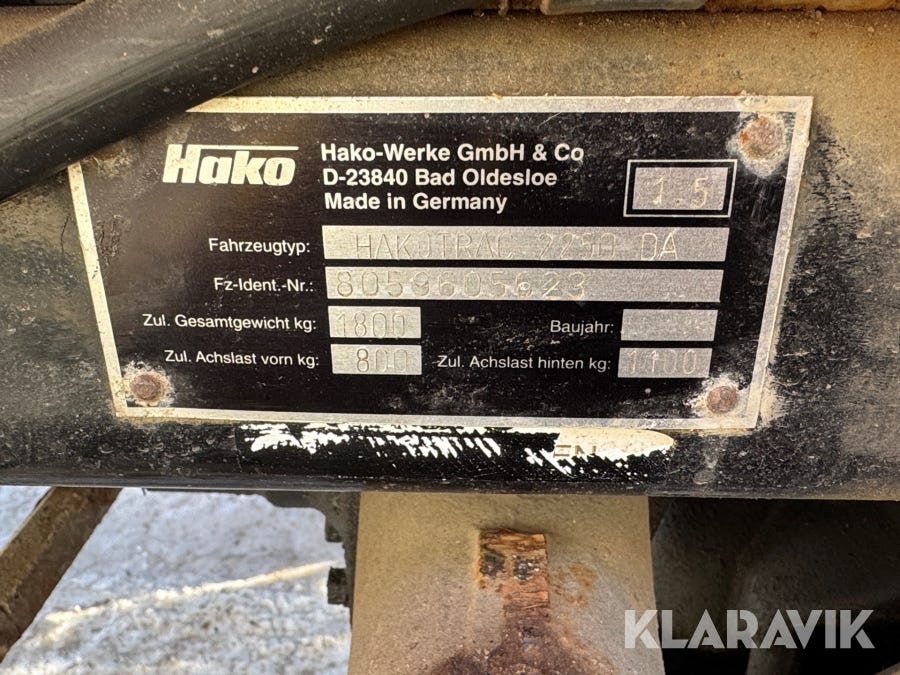 Hako
Hako-Werke GmbH & Co
D-23840 Bad Oldesloe
Made in Germany
1.5
Fahrzeugtyp: HAKOTRAC 2250 DA
Fz-Ident.-Nr.: 8059605623
Zul. Gesamtgewicht kg: 1800 Baujahr:
Zul. Achslast vorn kg: 800 Zul. Achslast hinten kg: 1100
EN
KLARAVIK